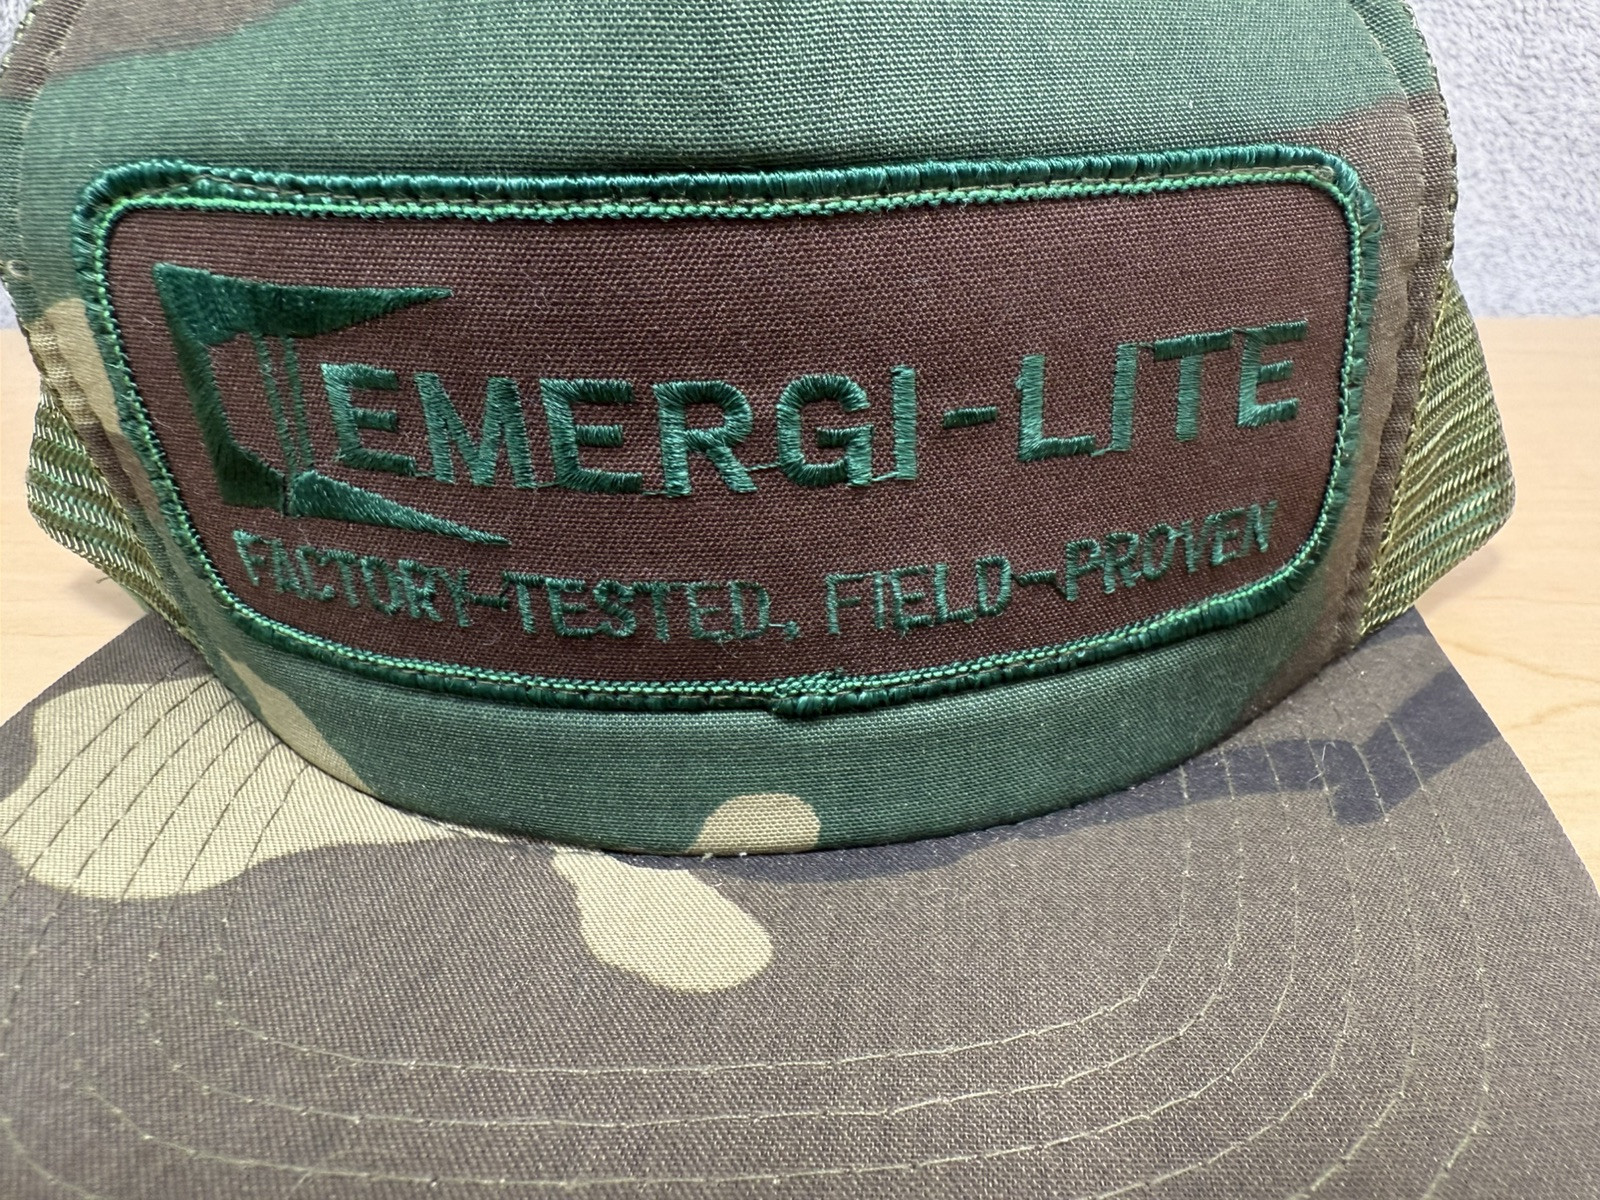 EMERGI-LITE
FACTORY-TESTED, FIELD-PROVEN